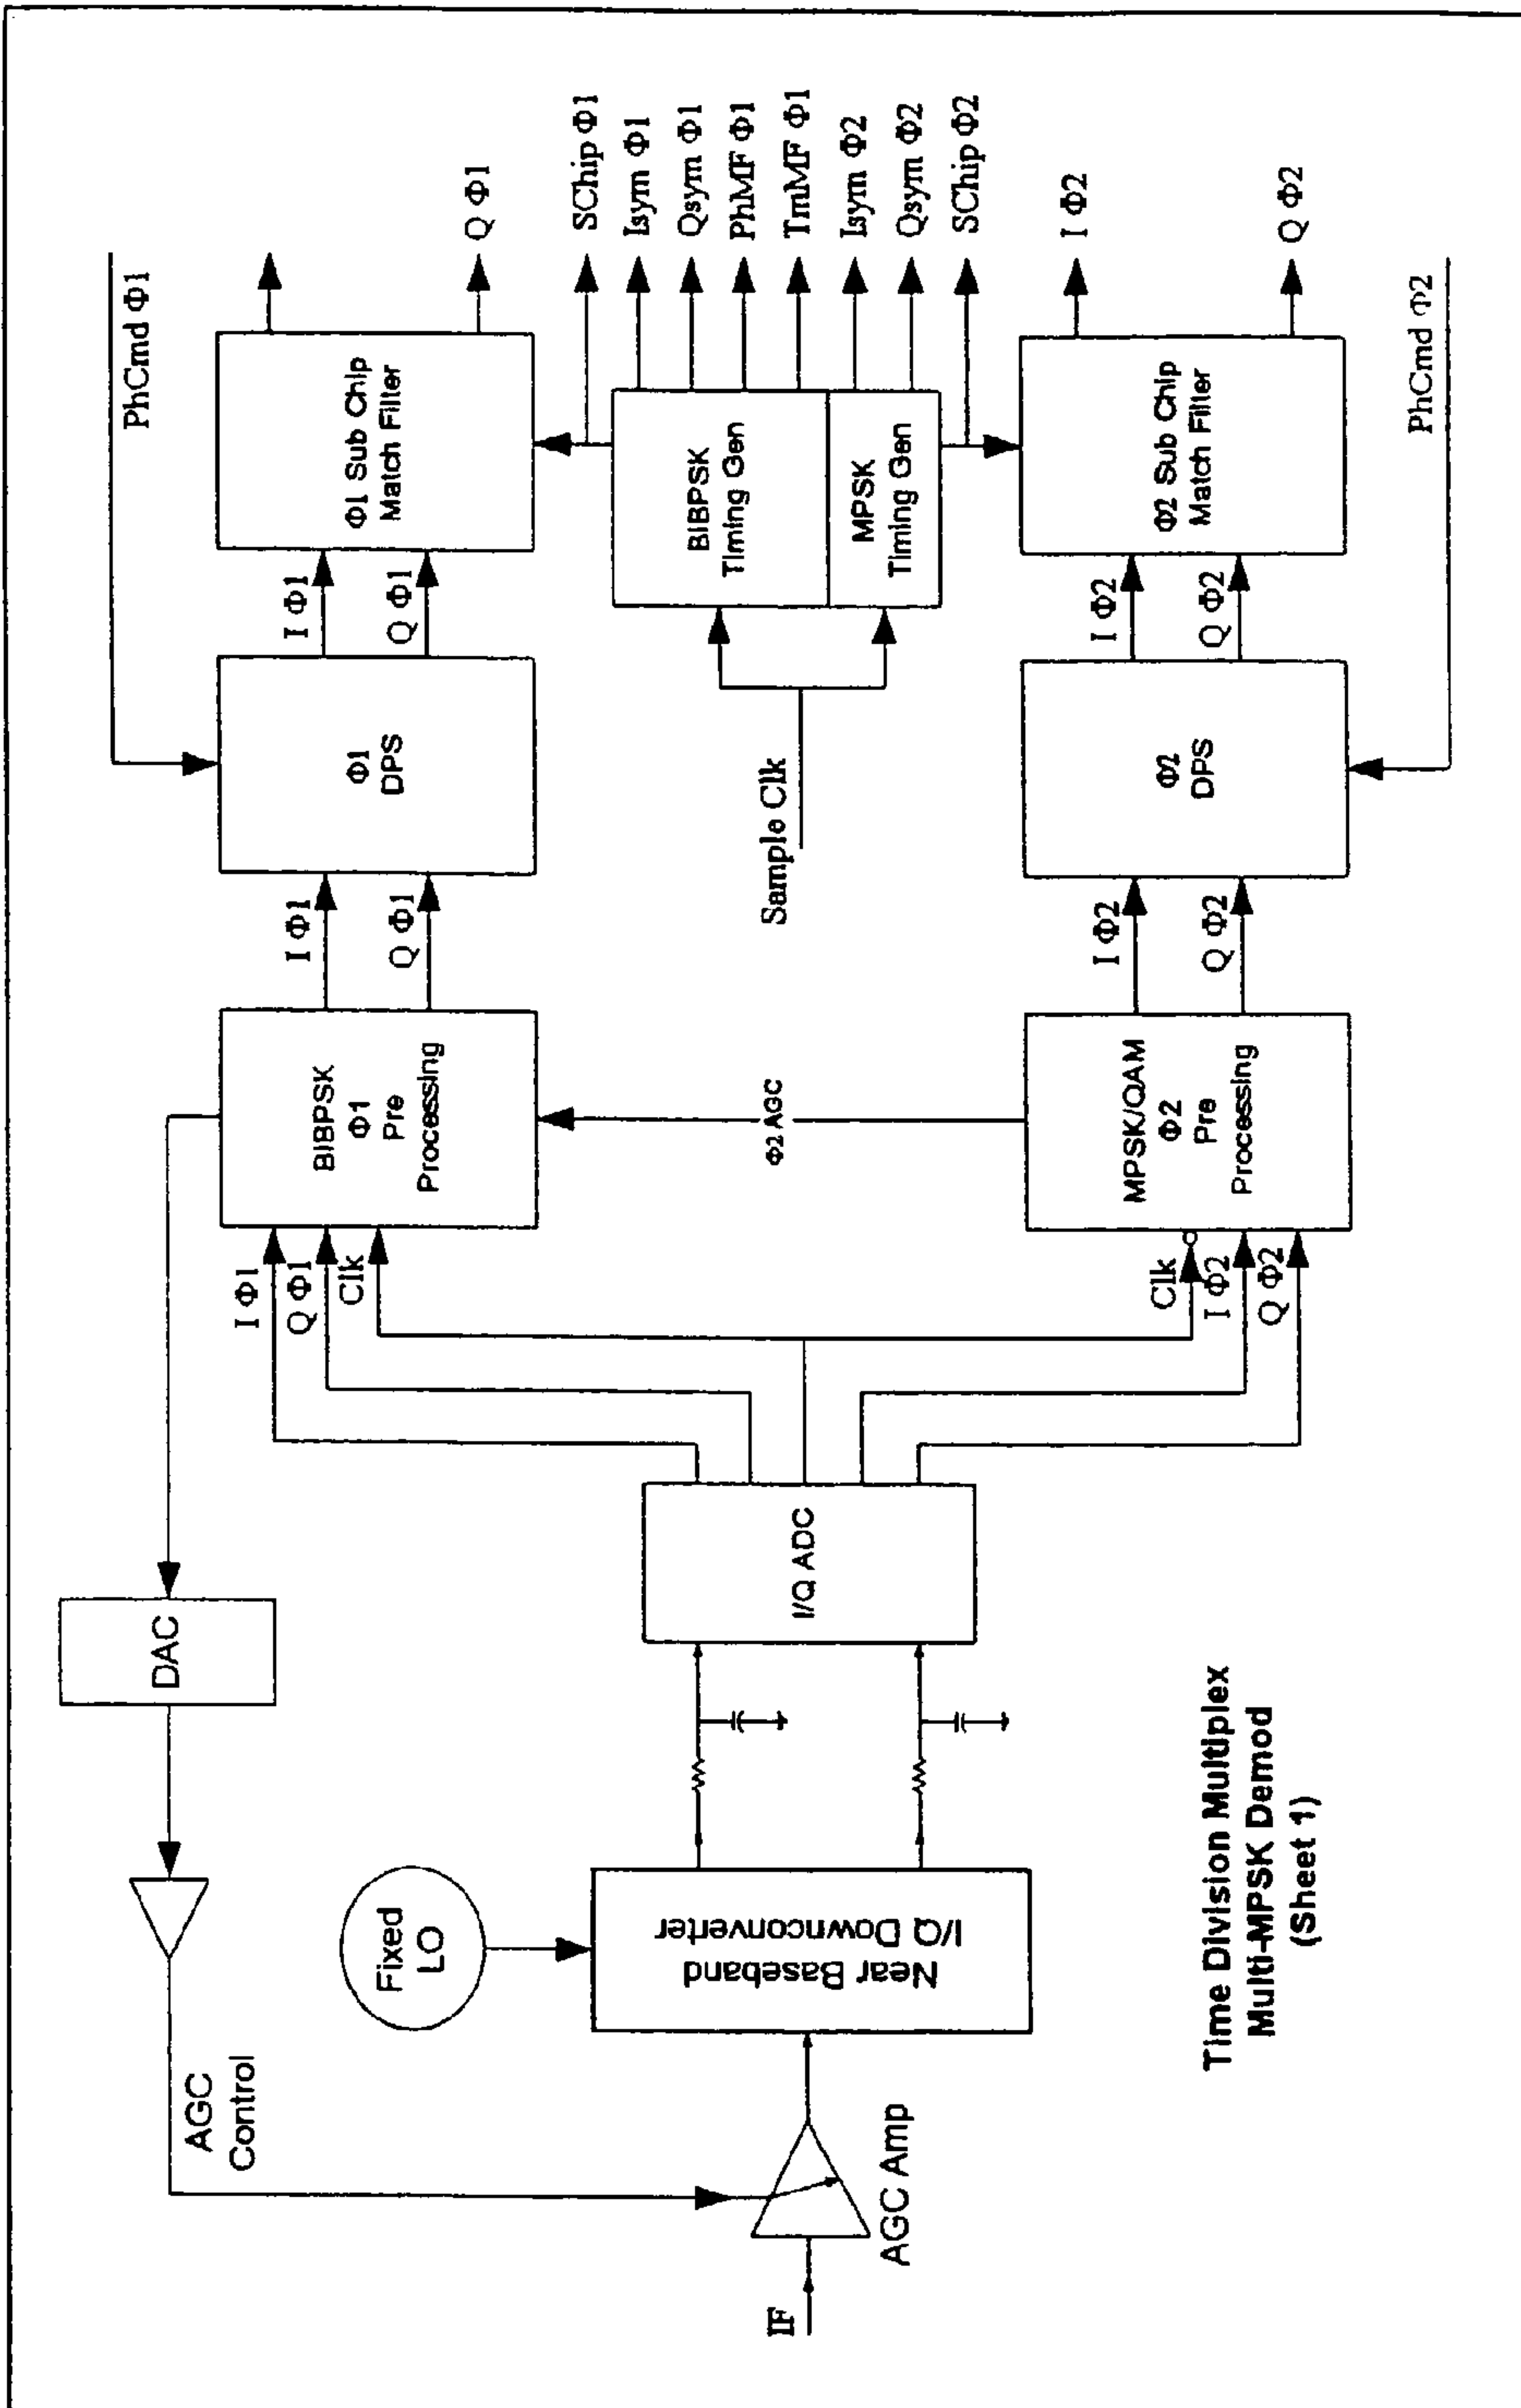 PhCmd Φ1
AGC
Control
DAC
BIBPSK
Φ1
Pre
Processing
Φ1
DPS
Φ1 Sub Chip
Match Filter
I Φ1
Q Φ1
Clk
I Φ1
Q Φ1
I Φ1
Q Φ1
Q Φ1
SChip Φ1
Isym Φ1
Qsym Φ1
PhMF Φ1
TmMF Φ1
Isym Φ2
Qsym Φ2
SChip Φ2
Fixed
LO
IF
AGC Amp
Near Baseband
I/Q Downconverter
I/Q ADC
Φ2 AGC
Sample Clk
BIBPSK
Timing Gen
MPSK
Timing Gen
Clk
I Φ2
Q Φ2
MPSK/QAM
Φ2
Pre
Processing
I Φ2
Q Φ2
Φ2
DPS
I Φ2
Q Φ2
Φ2 Sub Chip
Match Filter
I Φ2
Q Φ2
PhCmd Φ2
Time Division Multiplex
Multi-MPSK Demod
(Sheet 1)